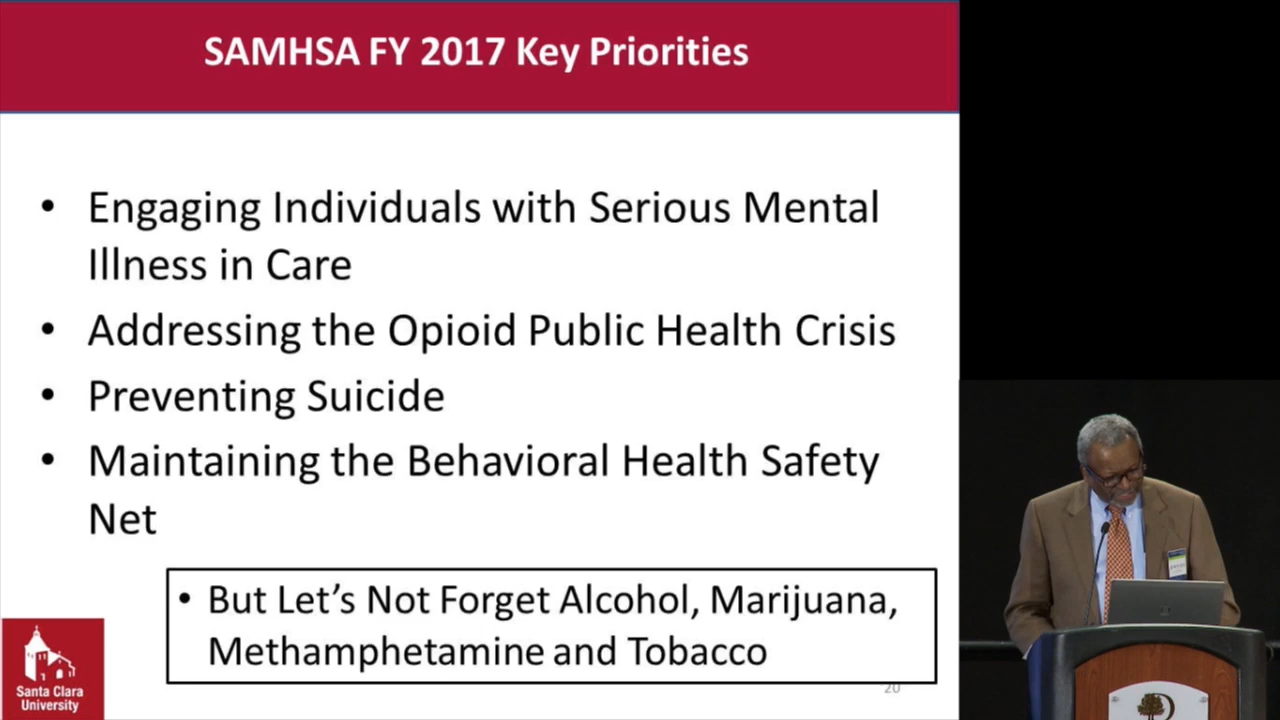 SAMHSA FY 2017 Key Priorities
• Engaging Individuals with Serious Mental
Illness in Care
• Addressing the Opioid Public Health Crisis
• Preventing Suicide
• Maintaining the Behavioral Health Safety
Net
• But Let’s Not Forget Alcohol, Marijuana,
Methamphetamine and Tobacco
Santa Clara
University
20